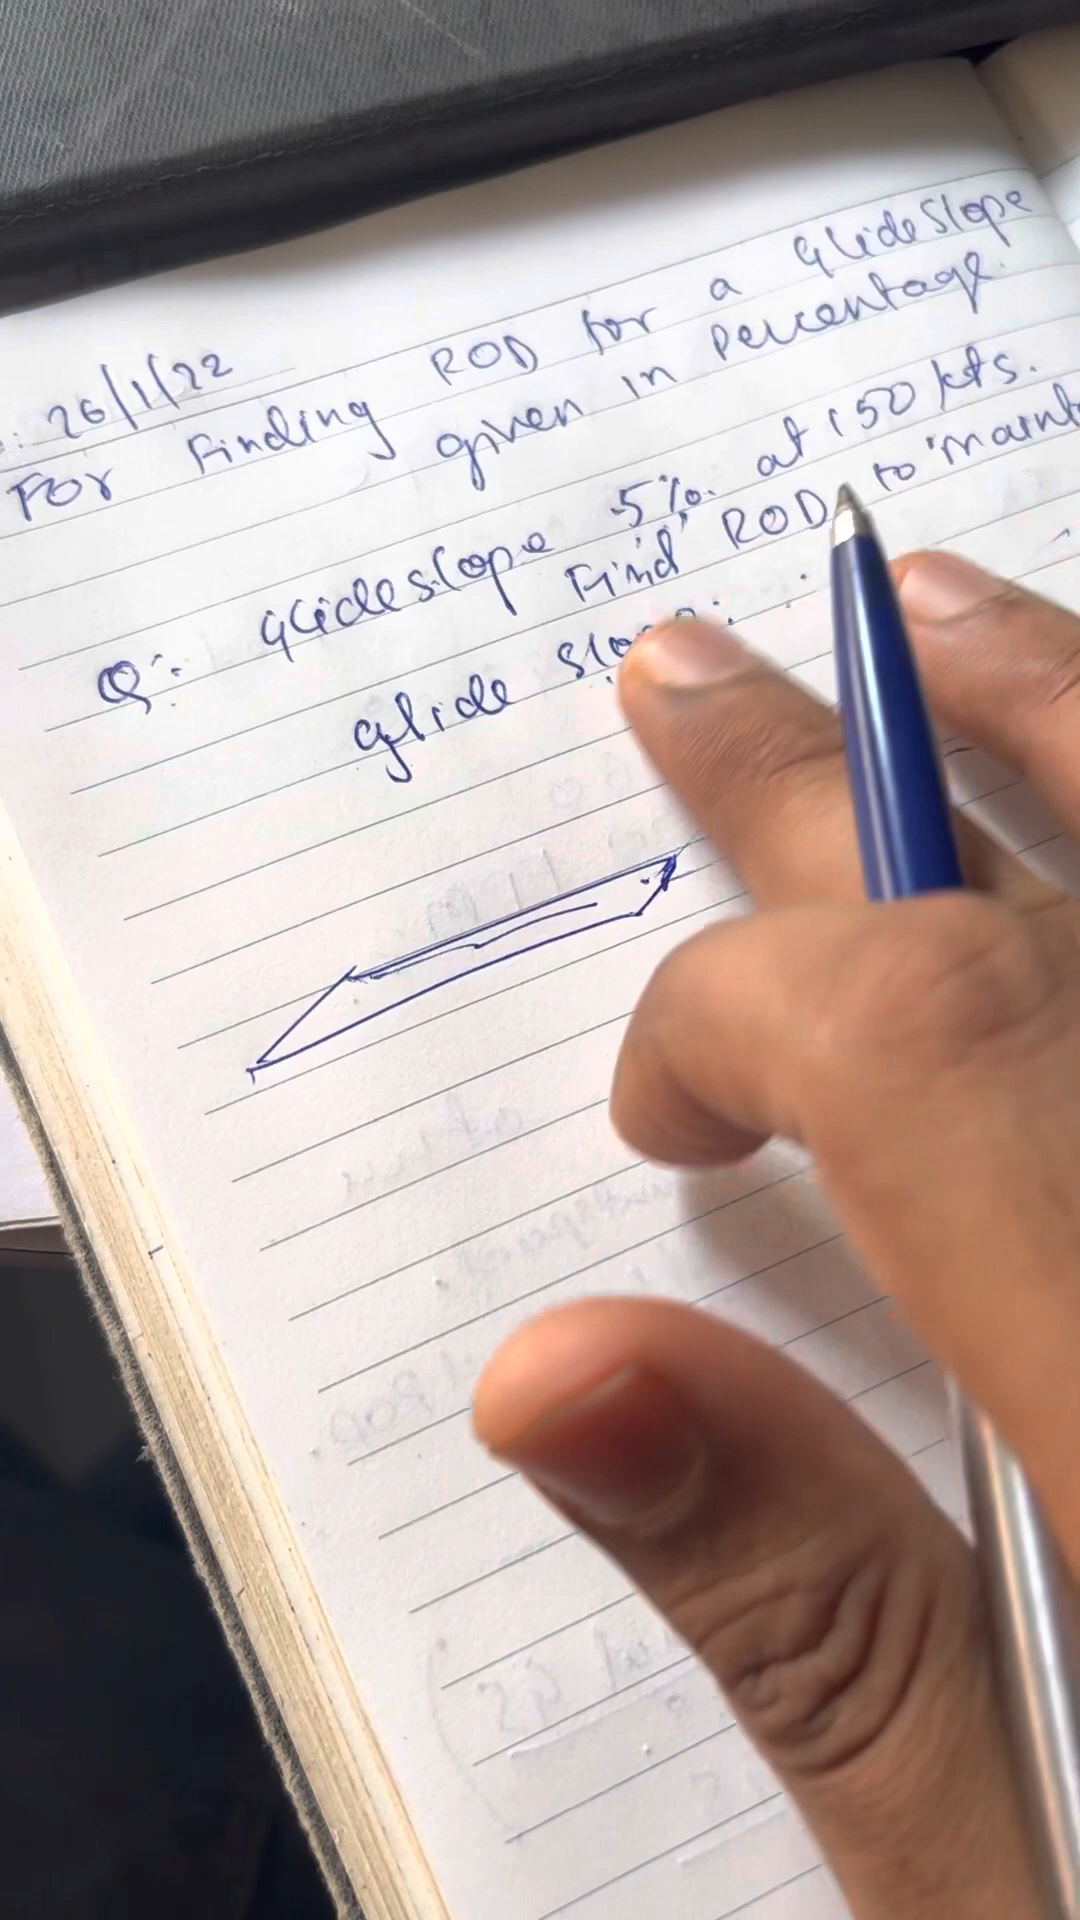 26/1/22
For Finding ROD for a GlideSlope
given in Percentage.
Q:- Glideslope 5% at 150 kts.
Find ROD to maint
glide slope: